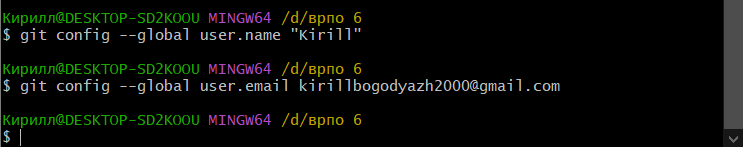 Кирилл@DESKTOP-SD2KOOU MINGW64 /d/врпо 6
$ git config --global user.name "Kirill"
Кирилл@DESKTOP-SD2KOOU MINGW64 /d/врпо 6
$ git config --global user.email kirillbogodyazh2000@gmail.com
Кирилл@DESKTOP-SD2KOOU MINGW64 /d/врпо 6
$